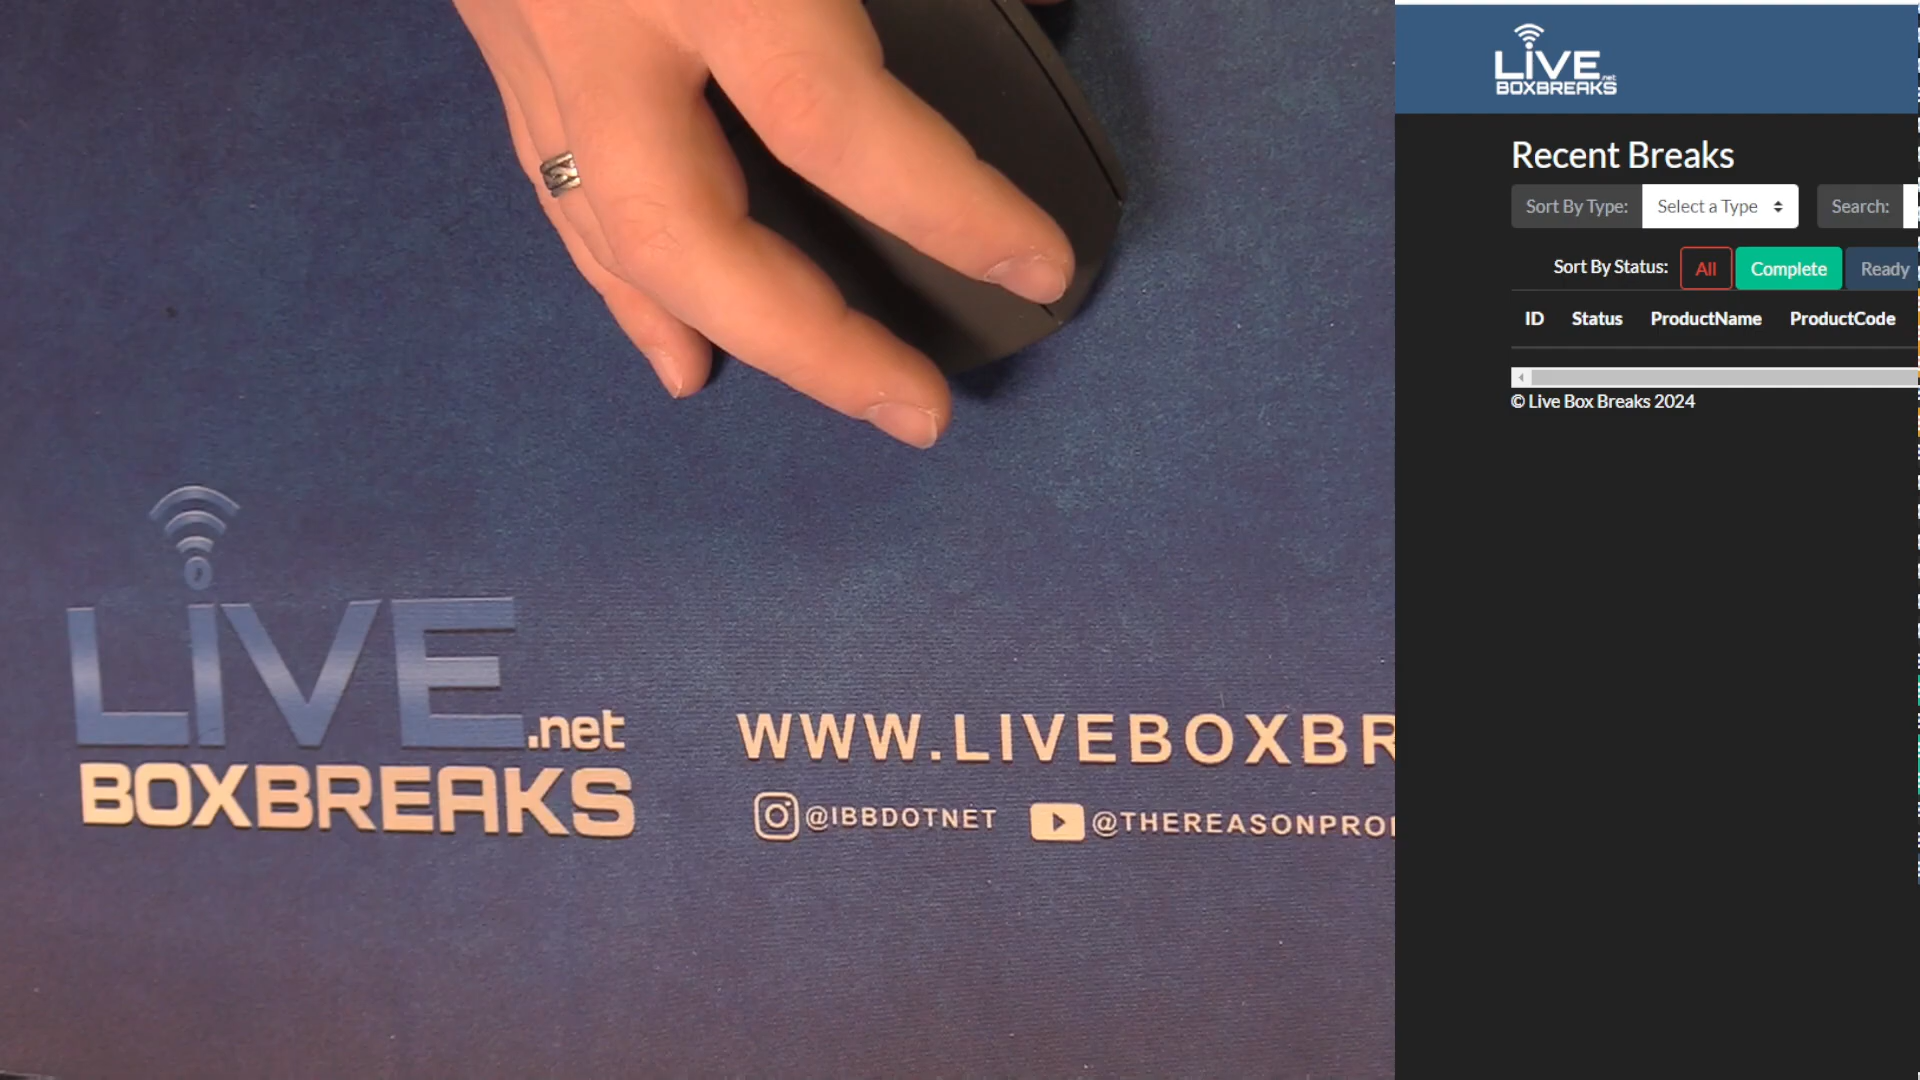 LIVE
.net
BOXBREAKS
WWW.LIVEBOXBR
@IBBDOTNET
@THEREASONPRO
LIVE.net
BOXBREAKS
Recent Breaks
Sort By Type: Select a Type Search:
Sort By Status: All Complete Ready
ID Status ProductName ProductCode
© Live Box Breaks 2024